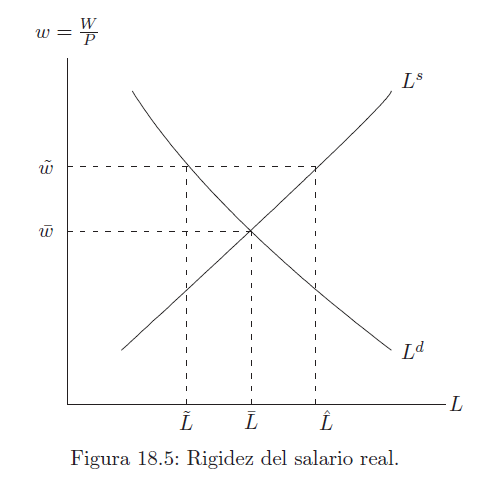 w = W/P
L^s
w̃
w̄
L^d
L
L̃ L̄ L̂
Figura 18.5: Rigidez del salario real.